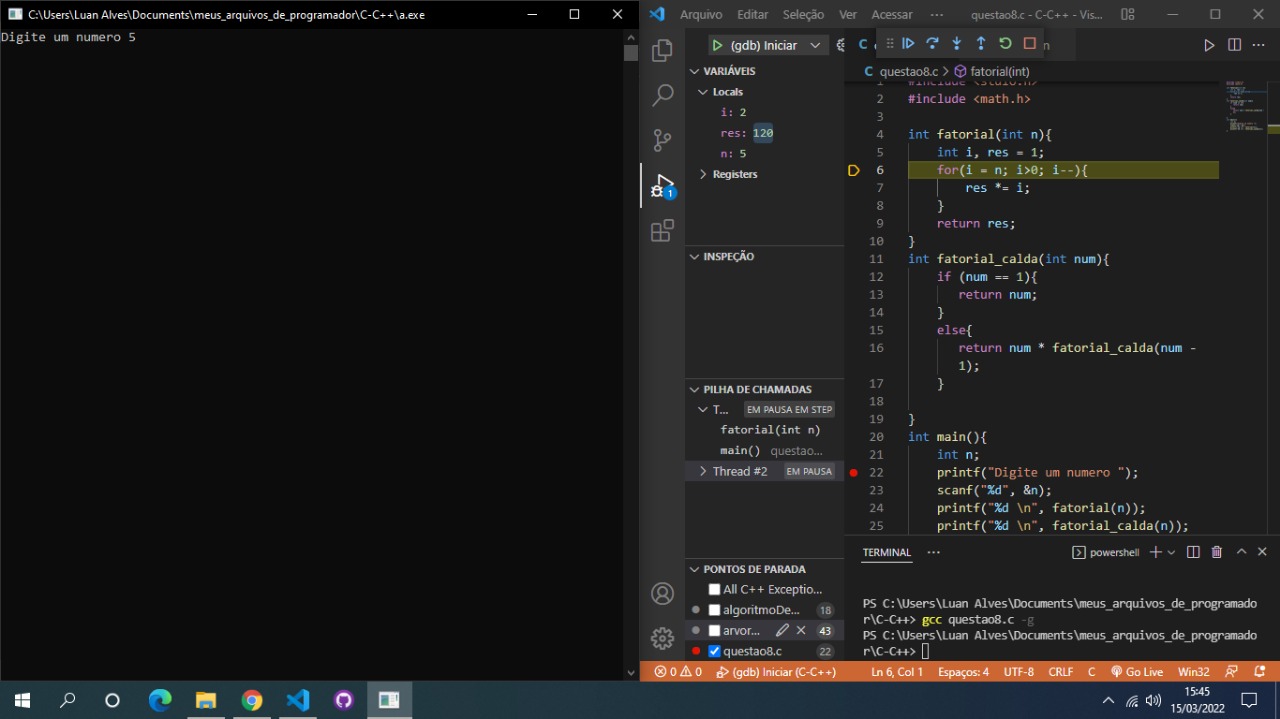 C:\Users\Luan Alves\Documents\meus_arquivos_de_programador\C-C++\a.exe
Digite um numero 5
Arquivo Editar Seleção Ver Acessar ··· questao8.c - C-C++ - Vis...
(gdb) Iniciar
questao8.c > fatorial(int)
VARIÁVEIS
Locals
i: 2
res: 120
n: 5
Registers
INSPEÇÃO
PILHA DE CHAMADAS
T... EM PAUSA EM STEP
fatorial(int n)
main() questao...
Thread #2 EM PAUSA
PONTOS DE PARADA
All C++ Exceptio...
algoritmoDe... 18
arvor... 43
questao8.c 22
1 #include <stdio.h>
2 #include <math.h>
3
4 int fatorial(int n){
5 int i, res = 1;
6 for(i = n; i>0; i--){
7 res *= i;
8 }
9 return res;
10 }
11 int fatorial_calda(int num){
12 if (num == 1){
13 return num;
14 }
15 else{
16 return num * fatorial_calda(num -
1);
17 }
18
19 }
20 int main(){
21 int n;
22 printf("Digite um numero ");
23 scanf("%d", &n);
24 printf("%d \n", fatorial(n));
25 printf("%d \n", fatorial_calda(n));
TERMINAL ··· powershell
PS C:\Users\Luan Alves\Documents\meus_arquivos_de_programado
r\C-C++> gcc questao8.c -g
PS C:\Users\Luan Alves\Documents\meus_arquivos_de_programado
r\C-C++>
0 0 (gdb) Iniciar (C-C++) Ln 6, Col 1 Espaços: 4 UTF-8 CRLF C Go Live Win32
15:45
15/03/2022